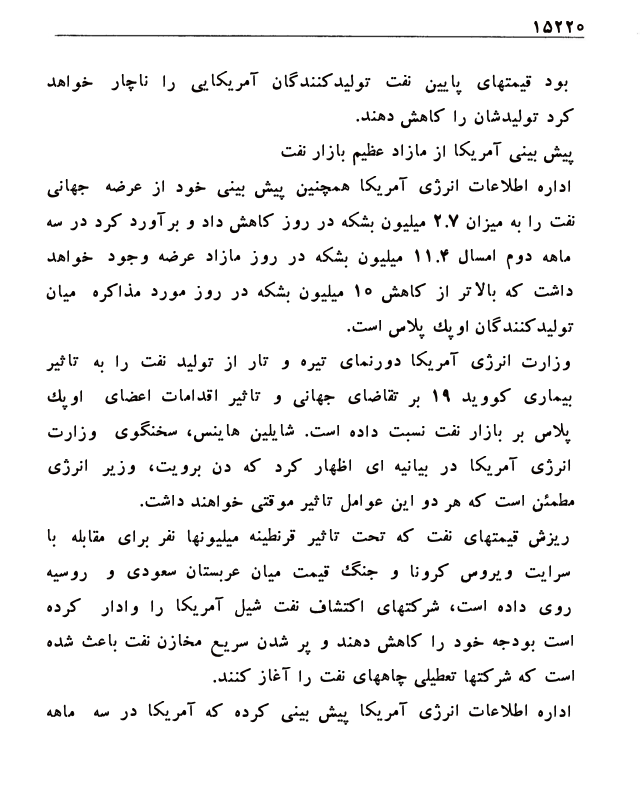 ۱۵۲۲۰
بود قیمتهای پایین نفت تولیدکنندگان آمریکایی را ناچار خواهد
کرد تولیدشان را کاهش دهند.
پیش بینی آمریکا از مازاد عظیم بازار نفت
اداره اطلاعات انرژی آمریکا همچنین پیش بینی خود از عرضه جهانی
نفت را به میزان ۲.۷ میلیون بشکه در روز کاهش داد و برآورد کرد در سه
ماهه دوم امسال ۱۱.۴ میلیون بشکه در روز مازاد عرضه وجود خواهد
داشت که بالاتر از کاهش ۱۰ میلیون بشکه در روز مورد مذاکره میان
تولیدکنندگان اوپک پلاس است.
وزارت انرژی آمریکا دورنمای تیره و تار از تولید نفت را به تاثیر
بیماری کووید ۱۹ بر تقاضای جهانی و تاثیر اقدامات اعضای اوپک
پلاس بر بازار نفت نسبت داده است. شایلین هاینس، سخنگوی وزارت
انرژی آمریکا در بیانیه ای اظهار کرد که دن برویت، وزیر انرژی
مطمئن است که هر دو این عوامل تاثیر موقتی خواهند داشت.
ریزش قیمتهای نفت که تحت تاثیر قرنطینه میلیونها نفر برای مقابله با
سرایت ویروس کرونا و جنگ قیمت میان عربستان سعودی و روسیه
روی داده است، شرکتهای اکتشاف نفت شیل آمریکا را وادار کرده
است بودجه خود را کاهش دهند و پر شدن سریع مخازن نفت باعث شده
است که شرکتها تعطیلی چاههای نفت را آغاز کنند.
اداره اطلاعات انرژی آمریکا پیش بینی کرده که آمریکا در سه ماهه